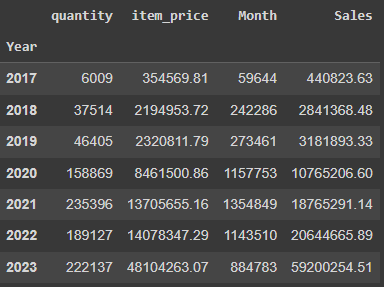 quantity item_price Month Sales
Year
2017 6009 354569.81 59644 440823.63
2018 37514 2194953.72 242286 2841368.48
2019 46405 2320811.79 273461 3181893.33
2020 158869 8461500.86 1157753 10765206.60
2021 235396 13705655.16 1354849 18765291.14
2022 189127 14078347.29 1143510 20644665.89
2023 222137 48104263.07 884783 59200254.51